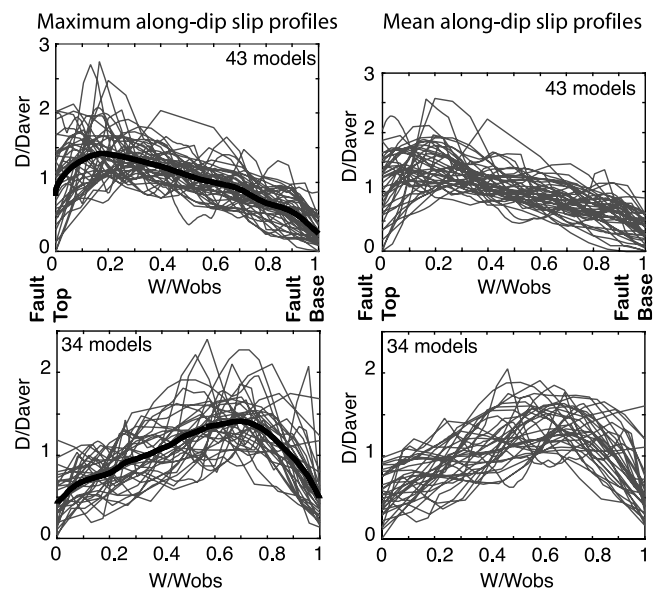 Maximum along-dip slip profiles
Mean along-dip slip profiles
43 models
3
2
1
0
D/Daver
0 0.2 0.4 0.6 0.8 1
W/Wobs
43 models
3
2
1
0
D/Daver
0 0.2 0.4 0.6 0.8 1
W/Wobs
Fault Top
Fault Base
Fault Top
Fault Base
34 models
2
1
0
D/Daver
0 0.2 0.4 0.6 0.8 1
W/Wobs
34 models
2
1
0
D/Daver
0 0.2 0.4 0.6 0.8 1
W/Wobs